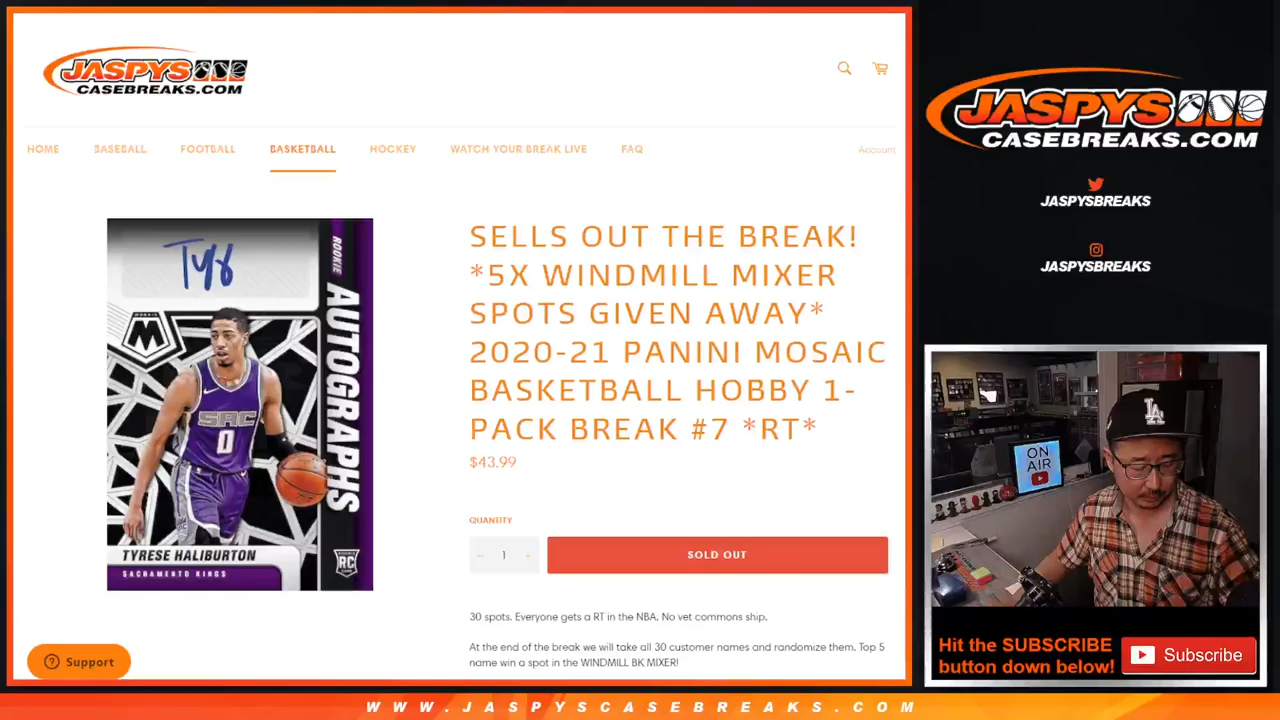 JASPYS
CASEBREAKS.COM
HOME
BASEBALL
FOOTBALL
BASKETBALL
HOCKEY
WATCH YOUR BREAK LIVE
FAQ
Account
ROOKIE
AUTOGRAPHS
M
SAC
0
TYRESE HALIBURTON
SACRAMENTO KINGS
RC
SELLS OUT THE BREAK!
*5X WINDMILL MIXER
SPOTS GIVEN AWAY*
2020-21 PANINI MOSAIC
BASKETBALL HOBBY 1-
PACK BREAK #7 *RT*
$43.99
QUANTITY
− 1 +
SOLD OUT
30 spots. Everyone gets a RT in the NBA. No vet commons ship.
At the end of the break we will take all 30 customer names and randomize them. Top 5
name win a spot in the WINDMILL BK MIXER!
Support
JASPYS
CASEBREAKS.COM
JASPYSBREAKS
JASPYSBREAKS
LA
ON
AIR
Hit the SUBSCRIBE
button down below!
Subscribe
WWW.JASPYSCASEBREAKS.COM